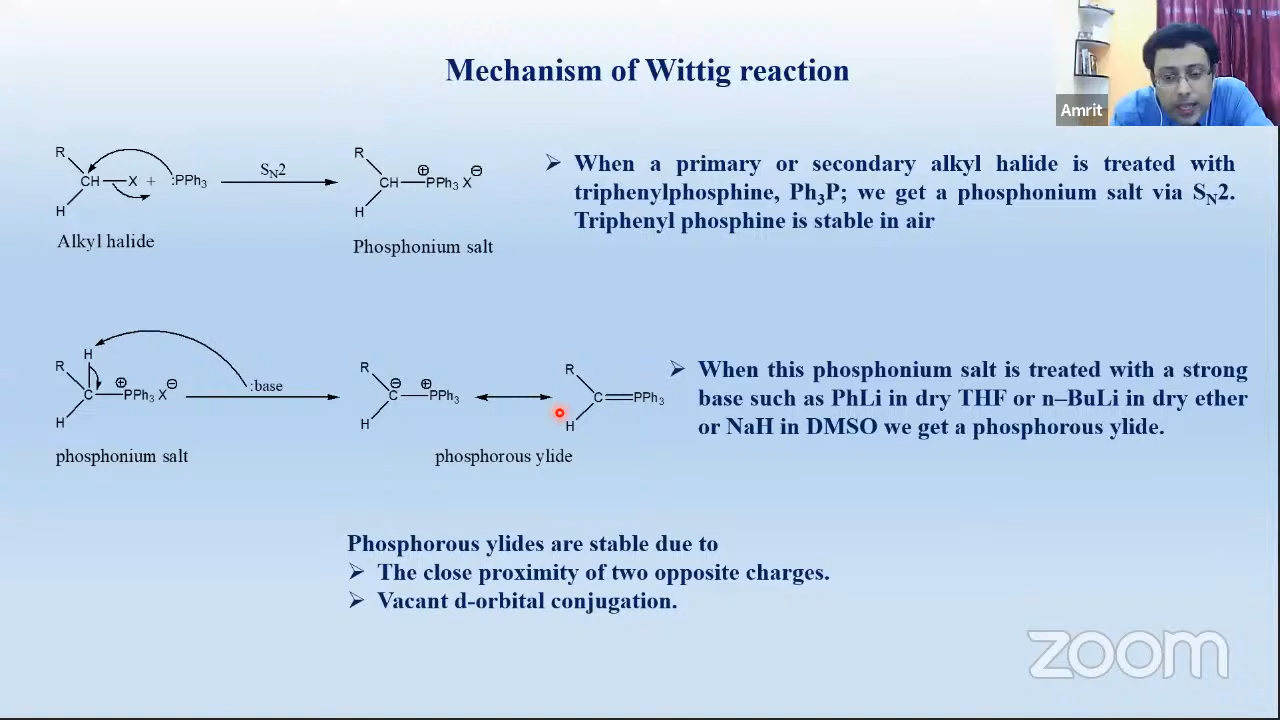 Mechanism of Wittig reaction
Amrit
R
CH—X + :PPh3
H
Alkyl halide
SN2
R
⊕
⊖
CH—PPh3 X
H
Phosphonium salt
➢ When a primary or secondary alkyl halide is treated with
triphenylphosphine, Ph3P; we get a phosphonium salt via SN2.
Triphenyl phosphine is stable in air
H
R
⊕
⊖
C—PPh3 X
H
:base
phosphonium salt
R
⊖
⊕
C—PPh3
H
R
C=PPh3
H
phosphorous ylide
➢ When this phosphonium salt is treated with a strong
base such as PhLi in dry THF or n–BuLi in dry ether
or NaH in DMSO we get a phosphorous ylide.
Phosphorous ylides are stable due to
➢ The close proximity of two opposite charges.
➢ Vacant d-orbital conjugation.
zoom